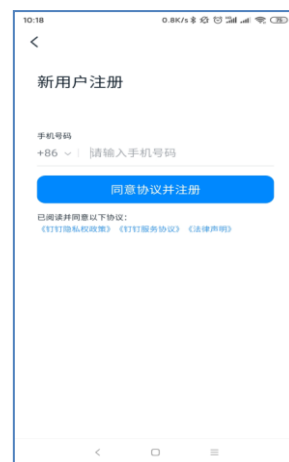 10:18
0.8K/s
新用户注册
手机号码
+86 请输入手机号码
同意协议并注册
已阅读并同意以下协议：
《钉钉隐私权政策》《钉钉服务协议》《法律声明》